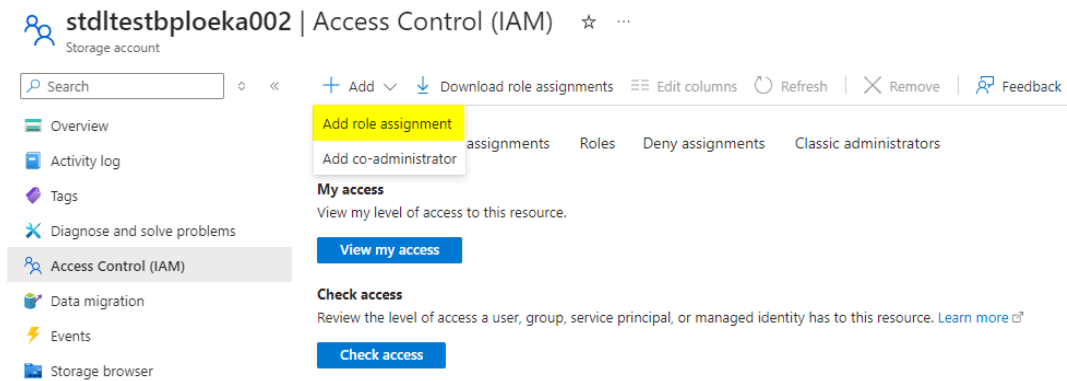 stdltestbploeka002 | Access Control (IAM) ☆ ...
Storage account
Search
Overview
Activity log
Tags
Diagnose and solve problems
Access Control (IAM)
Data migration
Events
Storage browser
Add Download role assignments Edit columns Refresh Remove Feedback
Add role assignment
Add co-administrator
assignments Roles Deny assignments Classic administrators
My access
View my level of access to this resource.
View my access
Check access
Review the level of access a user, group, service principal, or managed identity has to this resource. Learn more
Check access